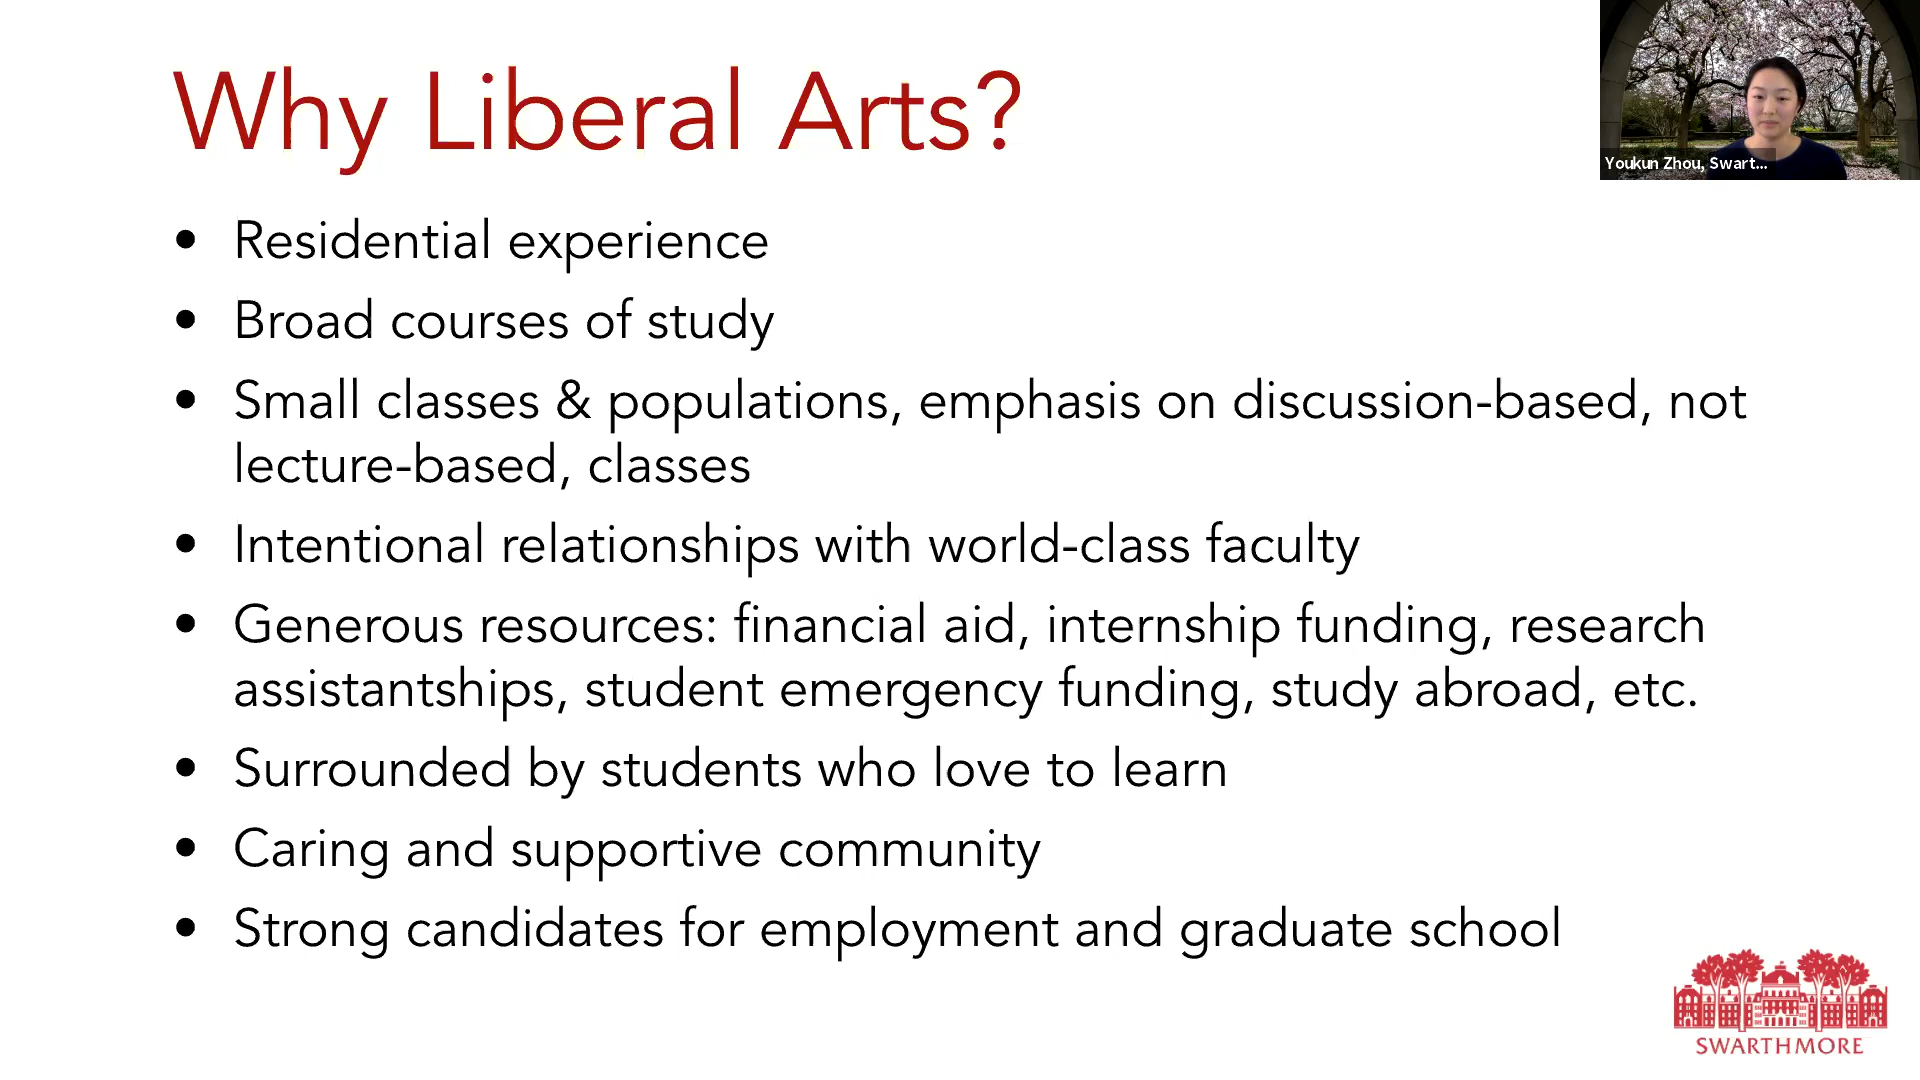 Why Liberal Arts?
Youkun Zhou, Swart...
• Residential experience
• Broad courses of study
• Small classes & populations, emphasis on discussion-based, not
lecture-based, classes
• Intentional relationships with world-class faculty
• Generous resources: financial aid, internship funding, research
assistantships, student emergency funding, study abroad, etc.
• Surrounded by students who love to learn
• Caring and supportive community
• Strong candidates for employment and graduate school
SWARTHMORE